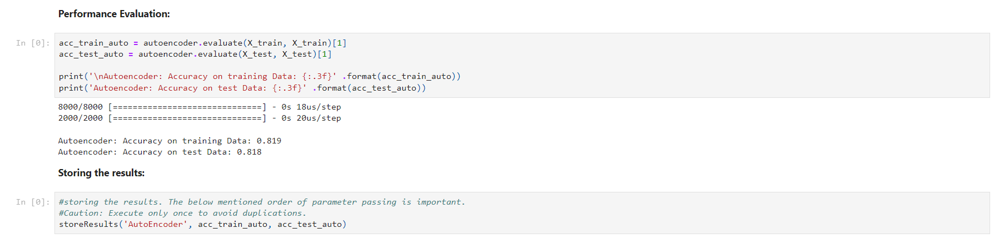 Performance Evaluation:
In [0]:
acc_train_auto = autoencoder.evaluate(X_train, X_train)[1]
acc_test_auto = autoencoder.evaluate(X_test, X_test)[1]
print('\nAutoencoder: Accuracy on training Data: {:.3f}' .format(acc_train_auto))
print('Autoencoder: Accuracy on test Data: {:.3f}' .format(acc_test_auto))
8000/8000 [==============================] - 0s 18us/step
2000/2000 [==============================] - 0s 20us/step
Autoencoder: Accuracy on training Data: 0.819
Autoencoder: Accuracy on test Data: 0.818
Storing the results:
In [0]:
#storing the results. The below mentioned order of parameter passing is important.
#Caution: Execute only once to avoid duplications.
storeResults('AutoEncoder', acc_train_auto, acc_test_auto)